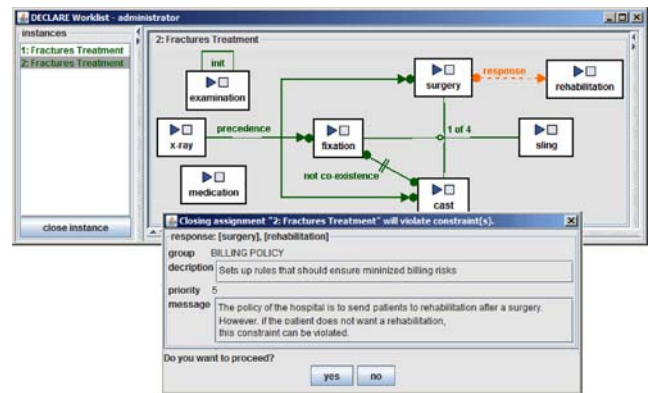 DECLARE Worklist - administrator
instances
1: Fractures Treatment
2: Fractures Treatment
close instance
2: Fractures Treatment
init
examination
surgery
response
rehabilitation
x-ray
precedence
fixation
1 of 4
sling
not co-existence
medication
cast
Closing assignment "2: Fractures Treatment" will violate constraint(s).
response: [surgery], [rehabilitation]
group BILLING POLICY
decription Sets up rules that should ensure mininized billing risks
priority 5
message The policy of the hospital is to send patients to rehabilitation after a surgery.
However, if the patient does not want a rehabilitation,
this constraint can be violated.
Do you want to proceed?
yes no